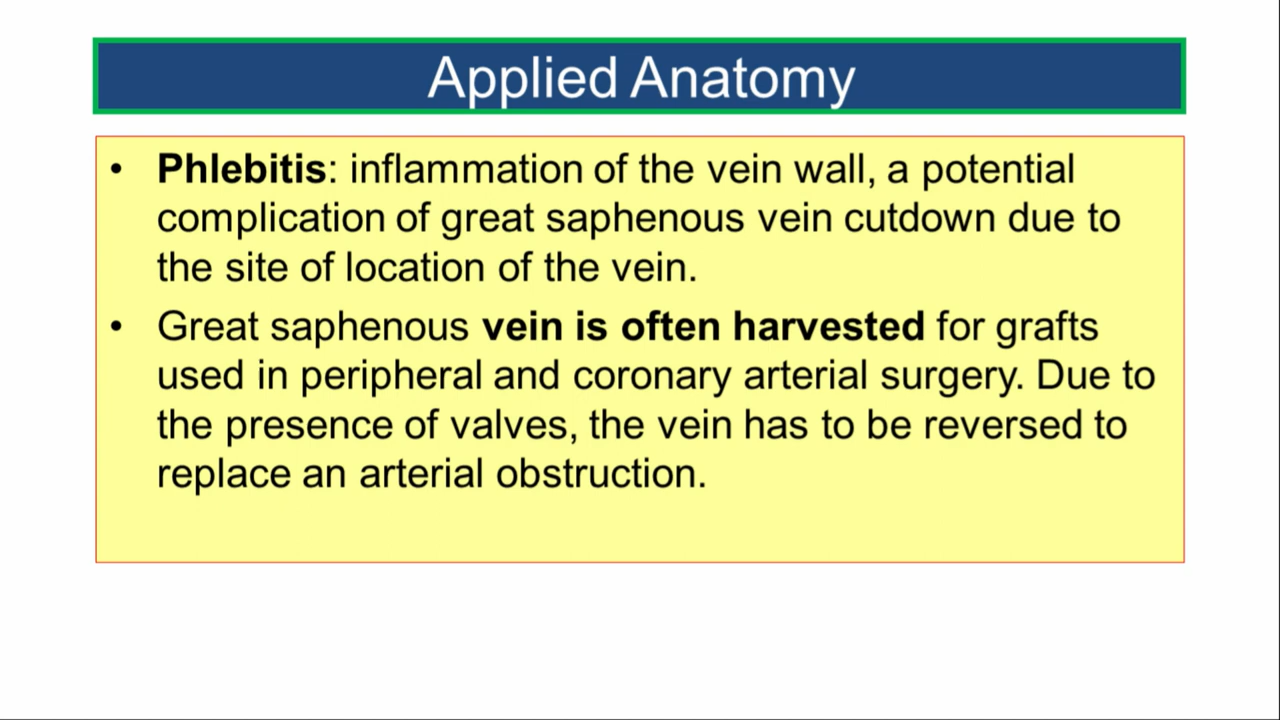 Applied Anatomy
• Phlebitis: inflammation of the vein wall, a potential
complication of great saphenous vein cutdown due to
the site of location of the vein.
• Great saphenous vein is often harvested for grafts
used in peripheral and coronary arterial surgery. Due to
the presence of valves, the vein has to be reversed to
replace an arterial obstruction.